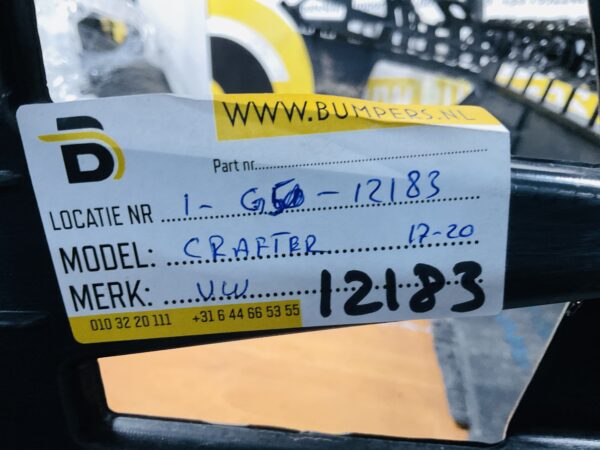 WWW.BUMPERS.NL
Part nr
LOCATIE NR 1- G5 - 12183
MODEL: CRAFTER 17-20
MERK: VW 12183
010 32 20 111 +31 6 44 66 53 55